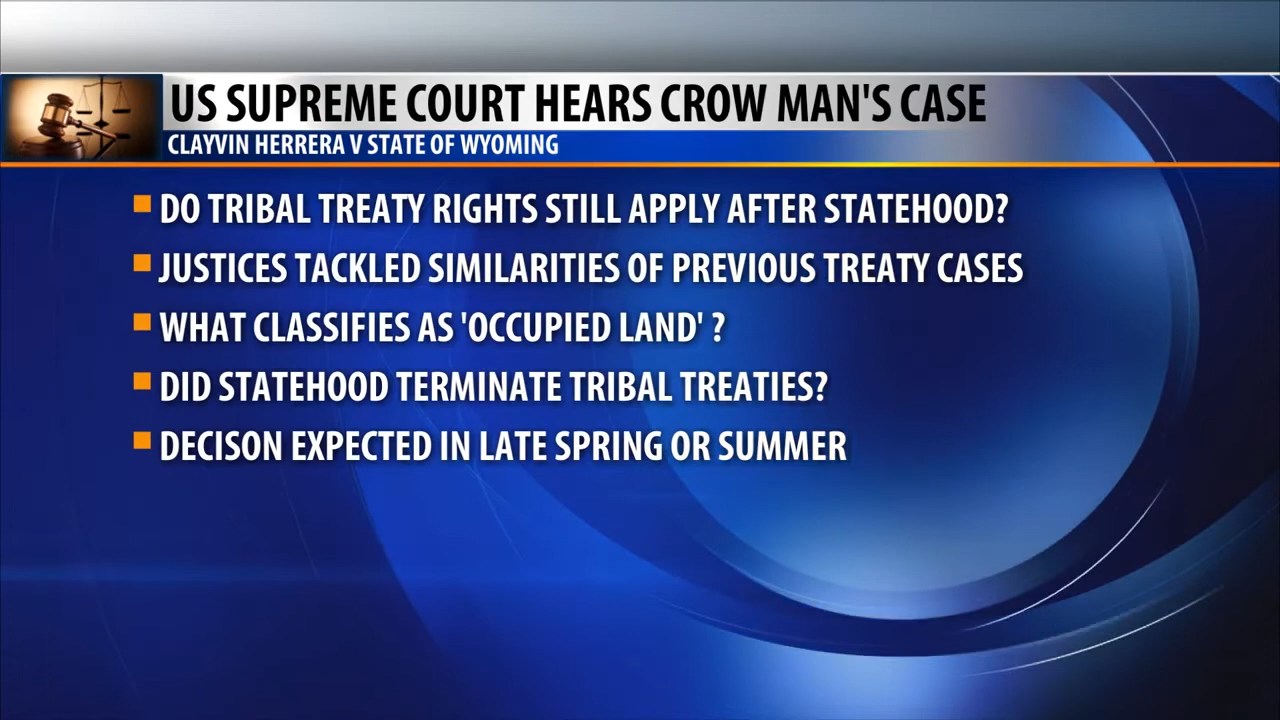 US SUPREME COURT HEARS CROW MAN'S CASE
CLAYVIN HERRERA V STATE OF WYOMING
DO TRIBAL TREATY RIGHTS STILL APPLY AFTER STATEHOOD?
JUSTICES TACKLED SIMILARITIES OF PREVIOUS TREATY CASES
WHAT CLASSIFIES AS 'OCCUPIED LAND' ?
DID STATEHOOD TERMINATE TRIBAL TREATIES?
DECISON EXPECTED IN LATE SPRING OR SUMMER